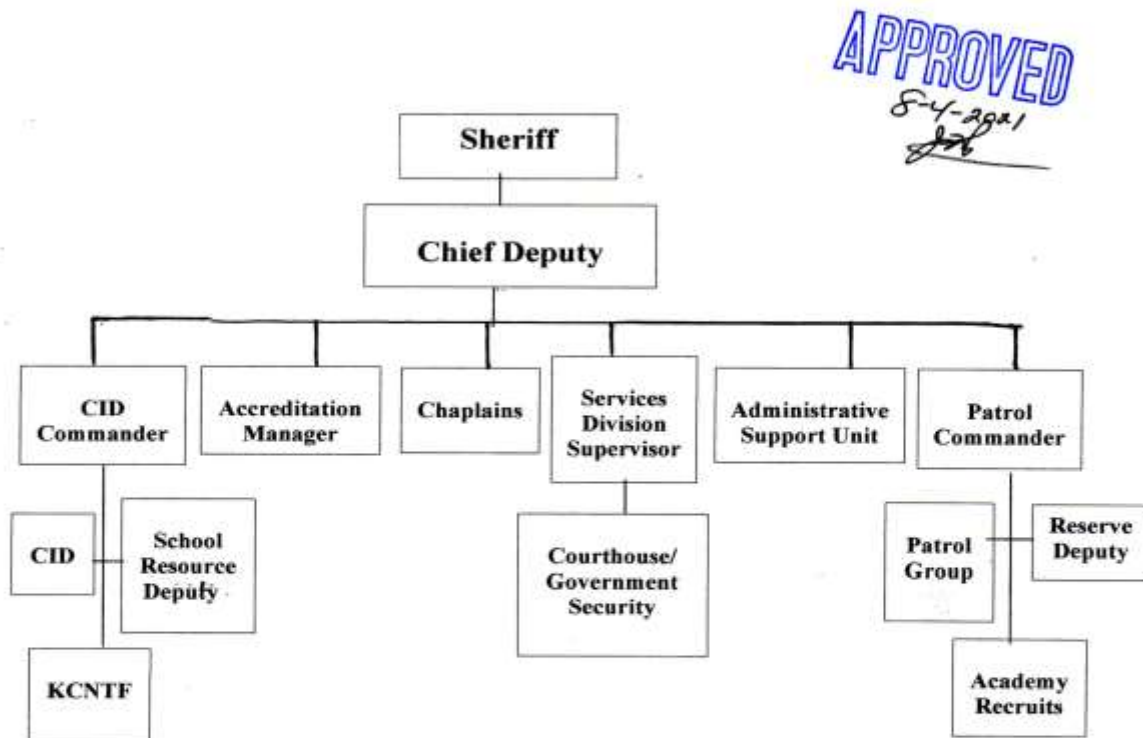 APPROVED
8-4-2021
Sheriff
Chief Deputy
CID
Commander
Accreditation
Manager
Chaplains
Services
Division
Supervisor
Administrative
Support Unit
Patrol
Commander
CID
School
Resource
Deputy
Courthouse/
Government
Security
Patrol
Group
Reserve
Deputy
KCNTF
Academy
Recruits